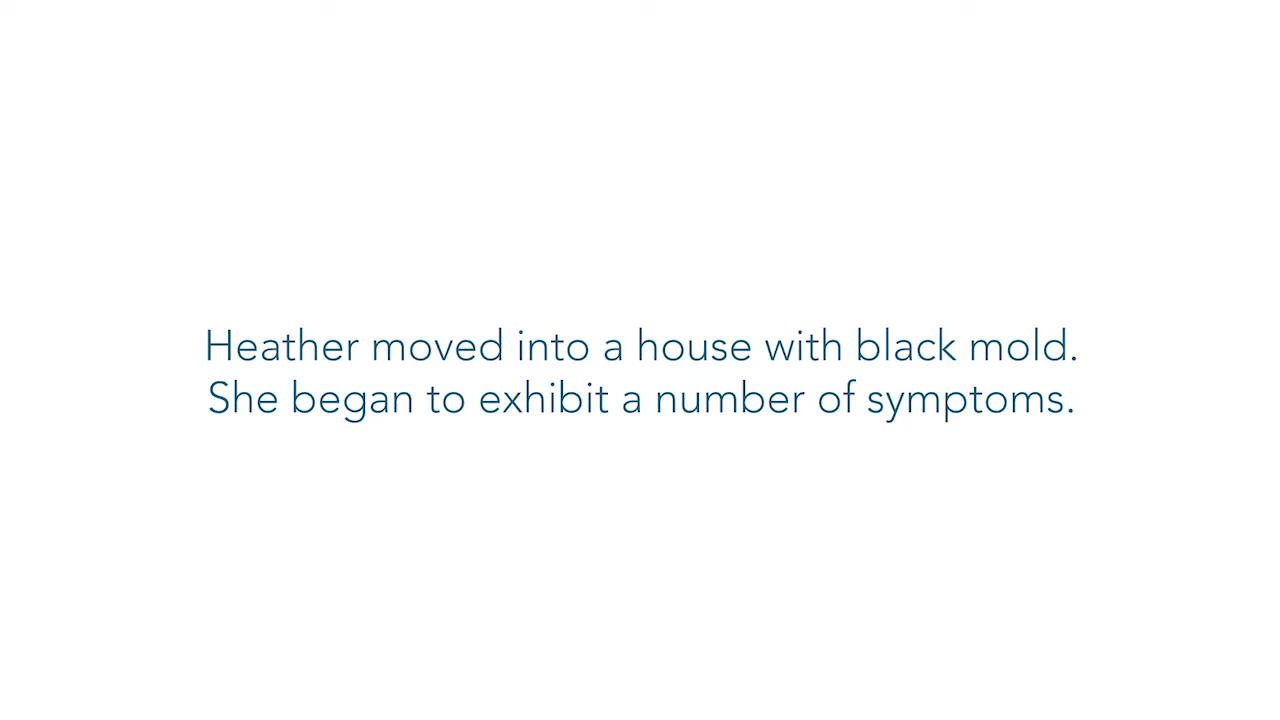 Heather moved into a house with black mold.
She began to exhibit a number of symptoms.